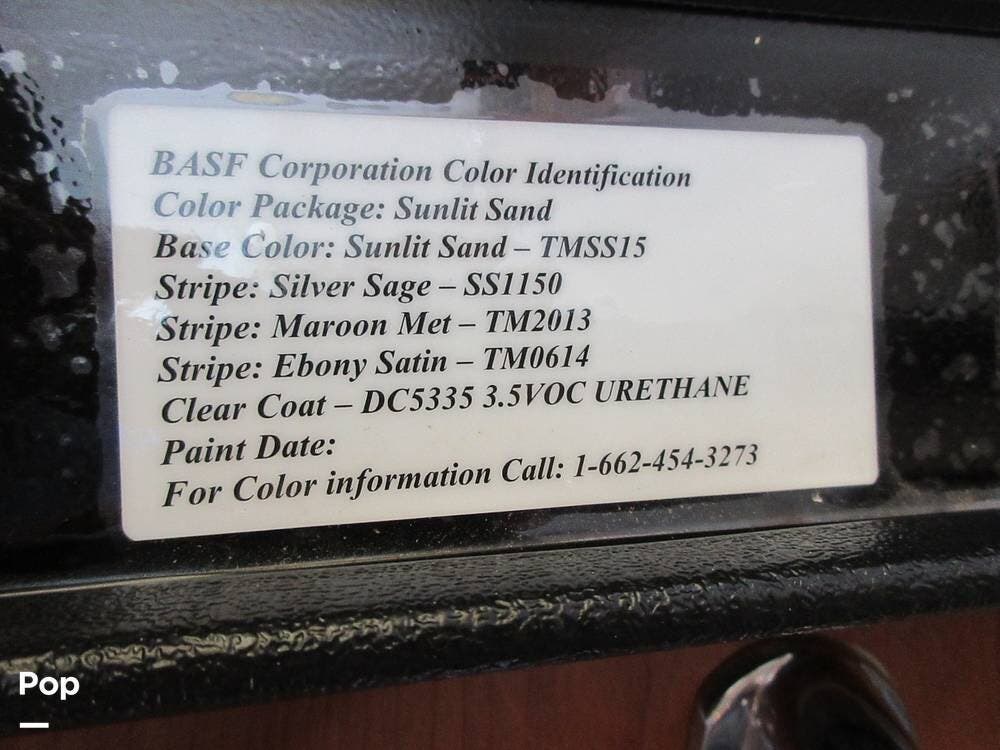 BASF Corporation Color Identification
Color Package: Sunlit Sand
Base Color: Sunlit Sand – TMSS15
Stripe: Silver Sage – SS1150
Stripe: Maroon Met – TM2013
Stripe: Ebony Satin – TM0614
Clear Coat – DC5335 3.5VOC URETHANE
Paint Date:
For Color information Call: 1-662-454-3273
Pop